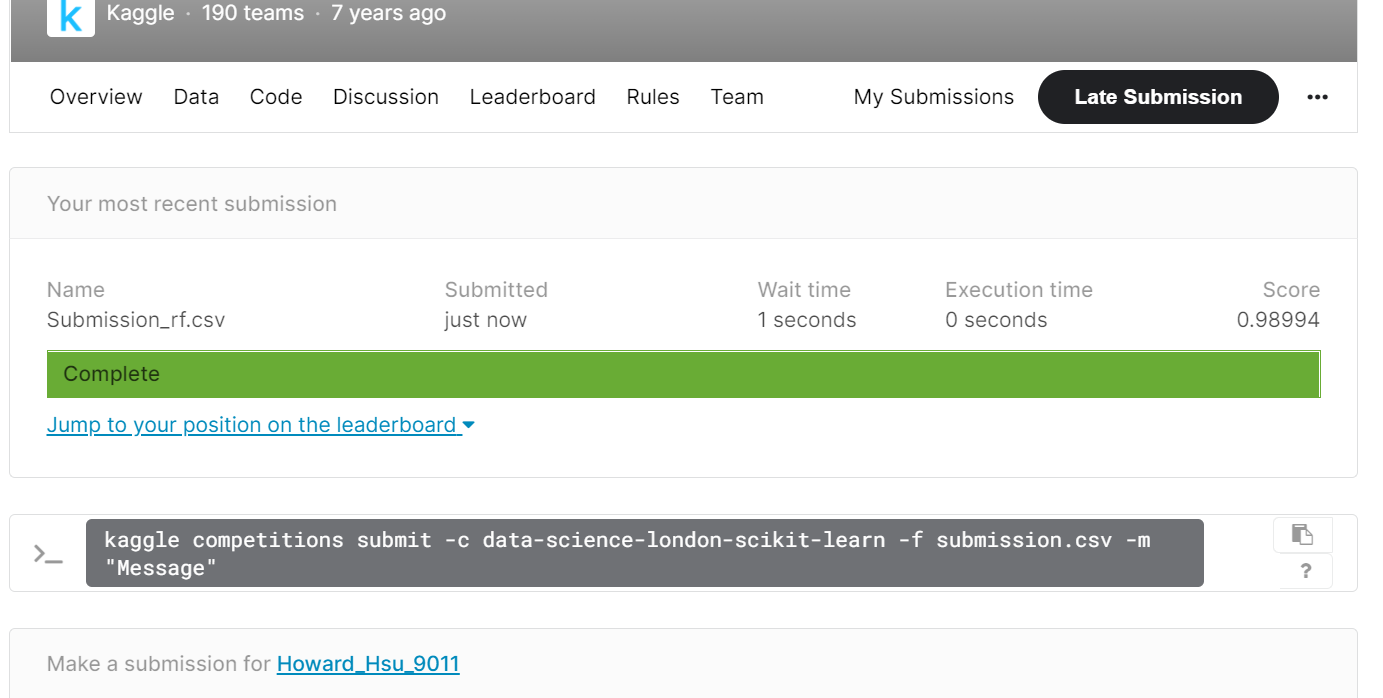 k Kaggle · 190 teams · 7 years ago
Overview Data Code Discussion Leaderboard Rules Team My Submissions Late Submission •••
Your most recent submission
Name Submitted Wait time Execution time Score
Submission_rf.csv just now 1 seconds 0 seconds 0.98994
Complete
Jump to your position on the leaderboard
>_ kaggle competitions submit -c data-science-london-scikit-learn -f submission.csv -m
"Message"
?
Make a submission for Howard_Hsu_9011